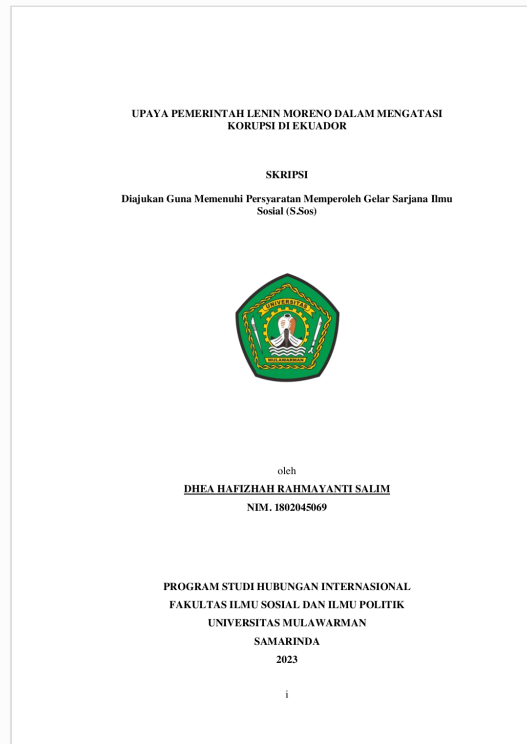 UPAYA PEMERINTAH LENIN MORENO DALAM MENGATASI
KORUPSI DI EKUADOR
SKRIPSI
Diajukan Guna Memenuhi Persyaratan Memperoleh Gelar Sarjana Ilmu
Sosial (S.Sos)
UNIVERSITAS
MULAWARMAN
oleh
DHEA HAFIZHAH RAHMAYANTI SALIM
NIM. 1802045069
PROGRAM STUDI HUBUNGAN INTERNASIONAL
FAKULTAS ILMU SOSIAL DAN ILMU POLITIK
UNIVERSITAS MULAWARMAN
SAMARINDA
2023
i